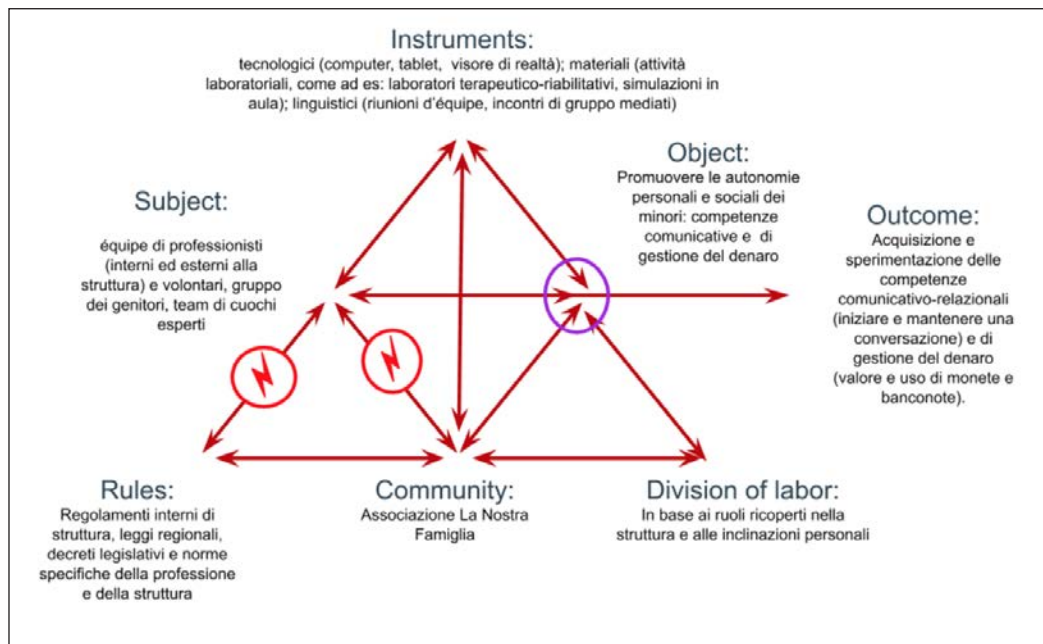 Instruments:
tecnologici (computer, tablet, visore di realtà); materiali (attività
laboratoriali, come ad es: laboratori terapeutico-riabilitativi, simulazioni in
aula); linguistici (riunioni d'équipe, incontri di gruppo mediati)
Subject:
équipe di professionisti
(interni ed esterni alla
struttura) e volontari, gruppo
dei genitori, team di cuochi
esperti
Object:
Promuovere le autonomie
personali e sociali dei
minori: competenze
comunicative e di
gestione del denaro
Outcome:
Acquisizione e
sperimentazione delle
competenze
comunicativo-relazionali
(iniziare e mantenere una
conversazione) e di
gestione del denaro
(valore e uso di monete e
banconote).
Rules:
Regolamenti interni di
struttura, leggi regionali,
decreti legislativi e norme
specifiche della professione
e della struttura
Community:
Associazione La Nostra
Famiglia
Division of labor:
In base ai ruoli ricoperti nella
struttura e alle inclinazioni personali